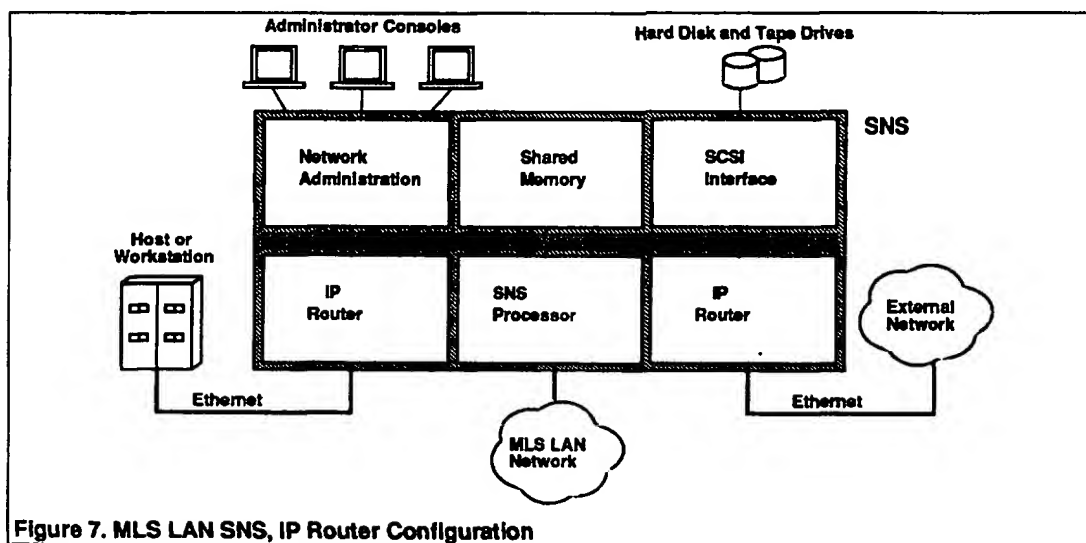 Administrator Consoles
Hard Disk and Tape Drives
SNS
Network
Administration
Shared
Memory
SCSI
Interface
Host or
Workstation
IP
Router
SNS
Processor
IP
Router
External
Network
Ethernet
Ethernet
MLS LAN
Network
Figure 7. MLS LAN SNS, IP Router Configuration